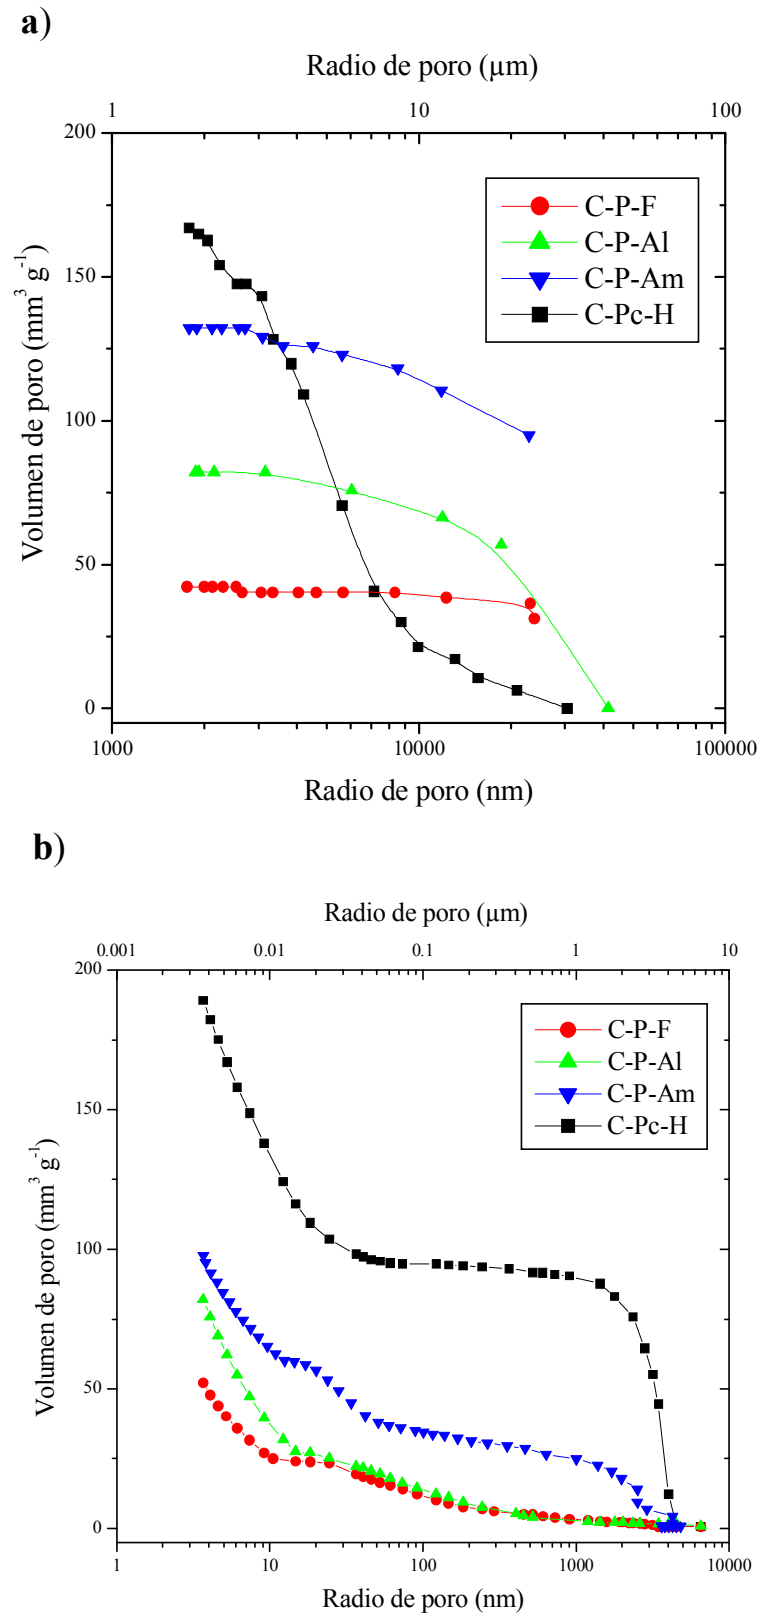 a)
Radio de poro (µm)
1 10 100
200
150
100
50
0
Volumen de poro (mm³ g⁻¹)
C-P-F
C-P-Al
C-P-Am
C-Pc-H
1000 10000 100000
Radio de poro (nm)
b)
Radio de poro (µm)
0.001 0.01 0.1 1 10
200
150
100
50
0
Volumen de poro (mm³ g⁻¹)
C-P-F
C-P-Al
C-P-Am
C-Pc-H
1 10 100 1000 10000
Radio de poro (nm)